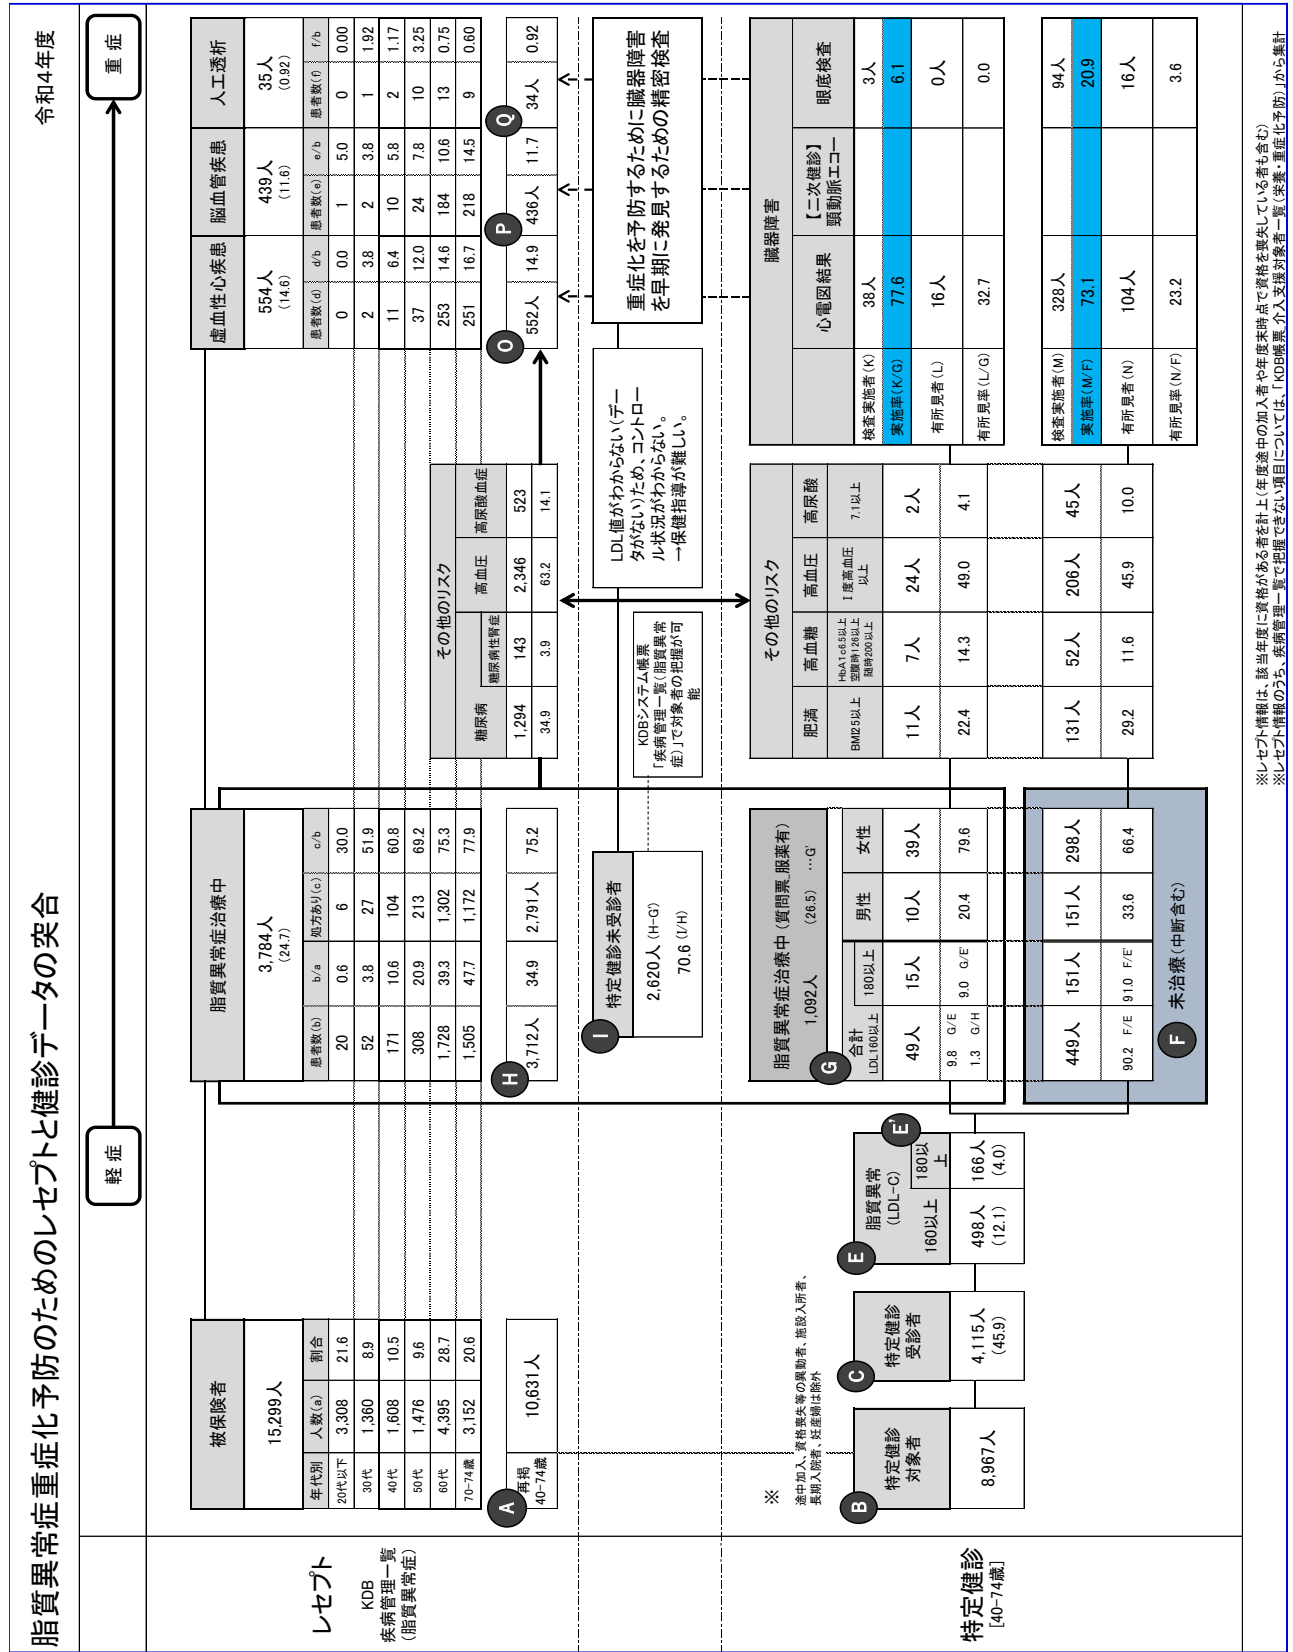 脂質異常症重症化予防のためのレセプトと健診データの突合
令和4年度
軽症
重症
レセプト
KDB
疾病管理一覧
(脂質異常症)
被保険者
15,299人
年代別 人数(a) 割合
20代以下 3,308 21.6
30代 1,360 8.9
40代 1,608 10.5
50代 1,476 9.6
60代 4,395 28.7
70-74歳 3,152 20.6
A
再掲
40-74歳
10,631人
脂質異常症治療中
3,784人
(24.7)
患者数(b) b/a 処方あり(c) c/b
20 0.6 6 30.0
52 3.8 27 51.9
171 10.6 104 60.8
308 20.9 213 69.2
1,728 39.3 1,302 75.3
1,505 47.7 1,172 77.9
H
3,712人 34.9 2,791人 75.2
その他のリスク
糖尿病 糖尿病性腎症 高血圧 高尿酸血症
1,294 143 2,346 523
34.9 3.9 63.2 14.1
虚血性心疾患 脳血管疾患 人工透析
554人 439人 35人
(14.6) (11.6) (0.92)
患者数(d) d/b 患者数(e) e/b 患者数(f) f/b
0 0.0 1 5.0 0 0.00
2 3.8 2 3.8 1 1.92
11 6.4 10 5.8 2 1.17
37 12.0 24 7.8 10 3.25
253 14.6 184 10.6 13 0.75
251 16.7 218 14.5 9 0.60
O P Q
552人 14.9 436人 11.7 34人 0.92
I
特定健診未受診者
2,620人 (H-G')
70.6 (I/H)
KDBシステム帳票
「疾病管理一覧(脂質異常
症)」で対象者の把握が可
能
LDL値がわからない(デー
タがない)ため、コントロー
ル状況がわからない。
→保健指導が難しい。
重症化を予防するために臓器障害
を早期に発見するための精密検査
特定健診
[40-74歳]
※
途中加入、資格喪失等の異動者、施設入所者、
長期入院者、妊産婦は除外
B
特定健診
対象者
8,967人
C
特定健診
受診者
4,115人
(45.9)
E
脂質異常
(LDL-C)
E'
160以上
180以
上
498人 166人
(12.1) (4.0)
G
脂質異常症治療中(質問票_服薬有)
1,092人 (26.5) …G'
合計
LDL160以上
180以上 男性 女性
49人 15人 10人 39人
9.8 G/E
1.3 G/H
9.0 G/E' 20.4 79.6
449人 151人 151人 298人
90.2 F/E 91.0 F/E' 33.6 66.4
F
未治療(中断含む)
その他のリスク
肥満 高血糖 高血圧 高尿酸
BMI25以上
HbA1c6.5以上
空腹時126以上
随時200以上
Ⅰ度高血圧
以上
7.1以上
11人 7人 24人 2人
22.4 14.3 49.0 4.1
131人 52人 206人 45人
29.2 11.6 45.9 10.0
臓器障害
心電図結果
【二次健診】
頸動脈エコー
眼底検査
検査実施者(K) 38人 3人
実施率(K/G) 77.6 6.1
有所見者(L) 16人 0人
有所見率(L/G) 32.7 0.0
検査実施者(M) 328人 94人
実施率(M/F) 73.1 20.9
有所見者(N) 104人 16人
有所見率(N/F) 23.2 3.6
※レセプト情報は、該当年度に資格がある者を計上(年度途中の加入者や年度末時点で資格を喪失している者も含む)
※レセプト情報のうち、疾病管理一覧で把握できない項目については、「KDB帳票_介入支援対象者一覧(栄養・重症化予防)」から集計